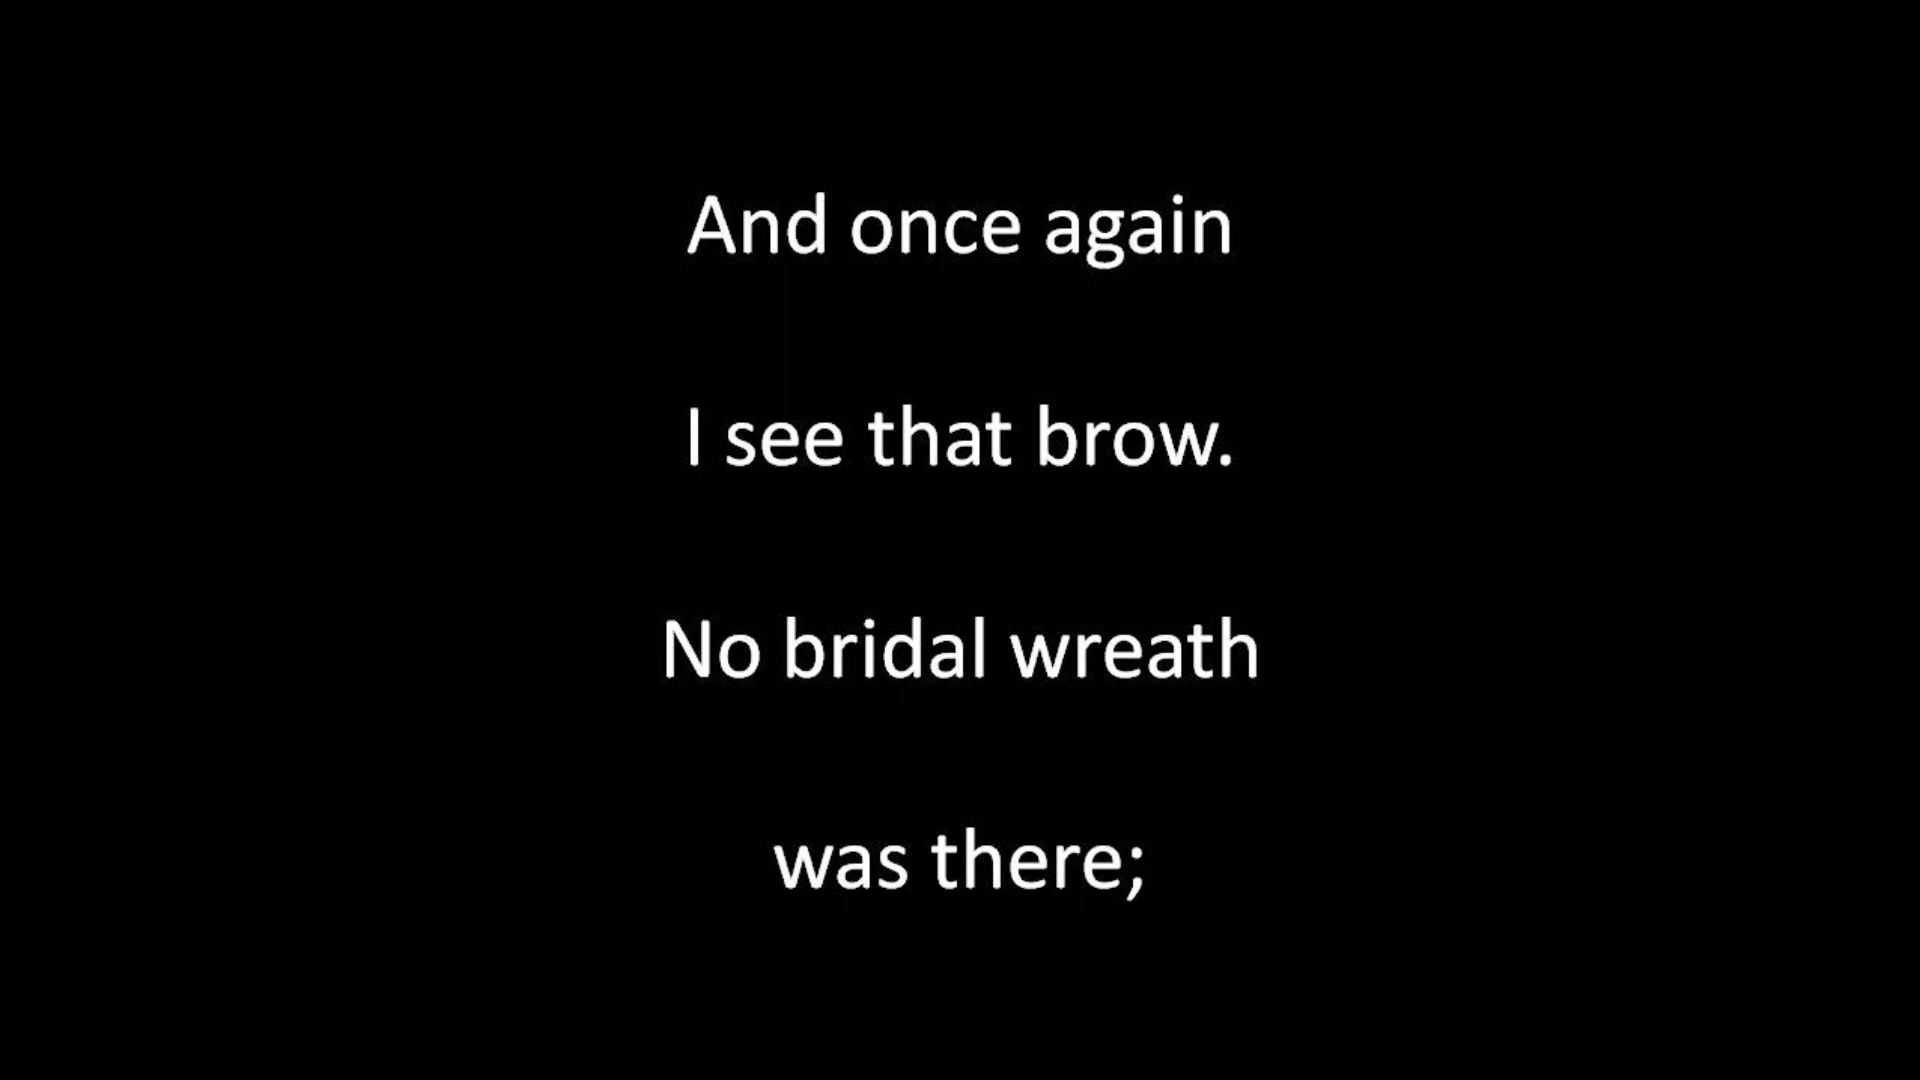 And once again
I see that brow.
No bridal wreath
was there;